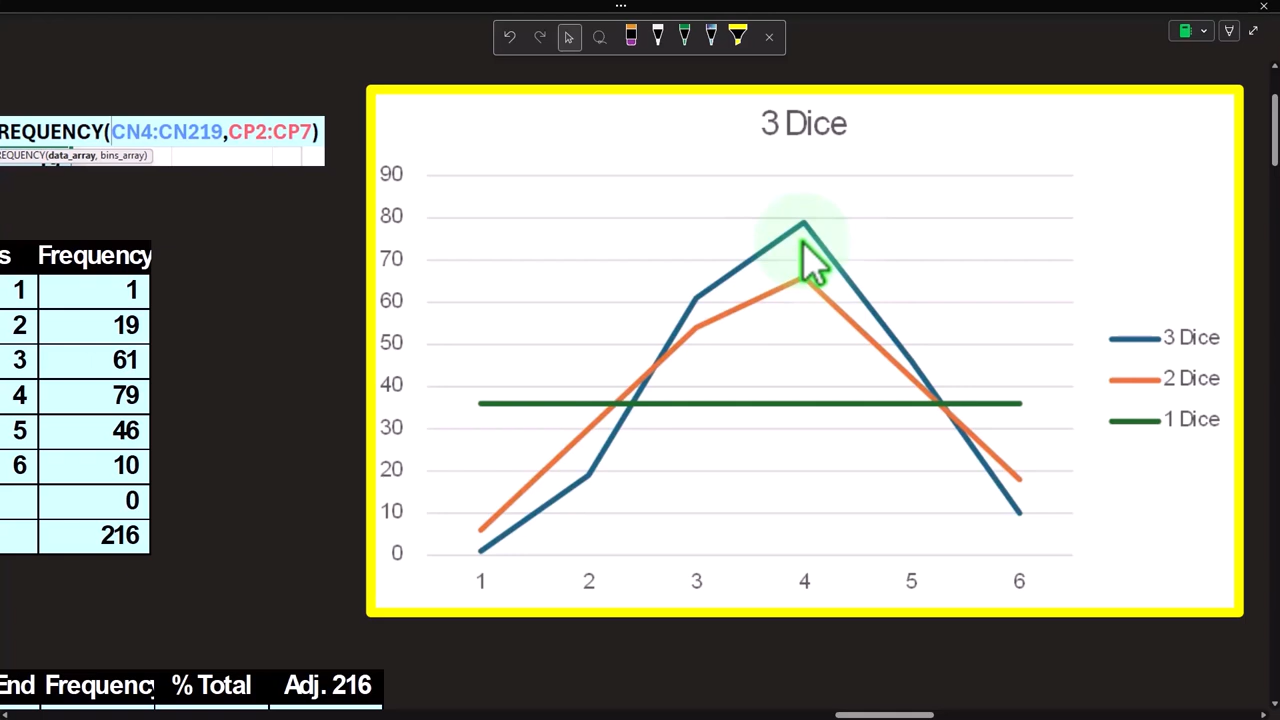 REQUENCY(CN4:CN219,CP2:CP7)
REQUENCY(data_array, bins_array)
s Frequency
1 1
2 19
3 61
4 79
5 46
6 10
0
216
3 Dice
90
80
70
60
50
40
30
20
10
0
1 2 3 4 5 6
3 Dice
2 Dice
1 Dice
End Frequency % Total Adj. 216